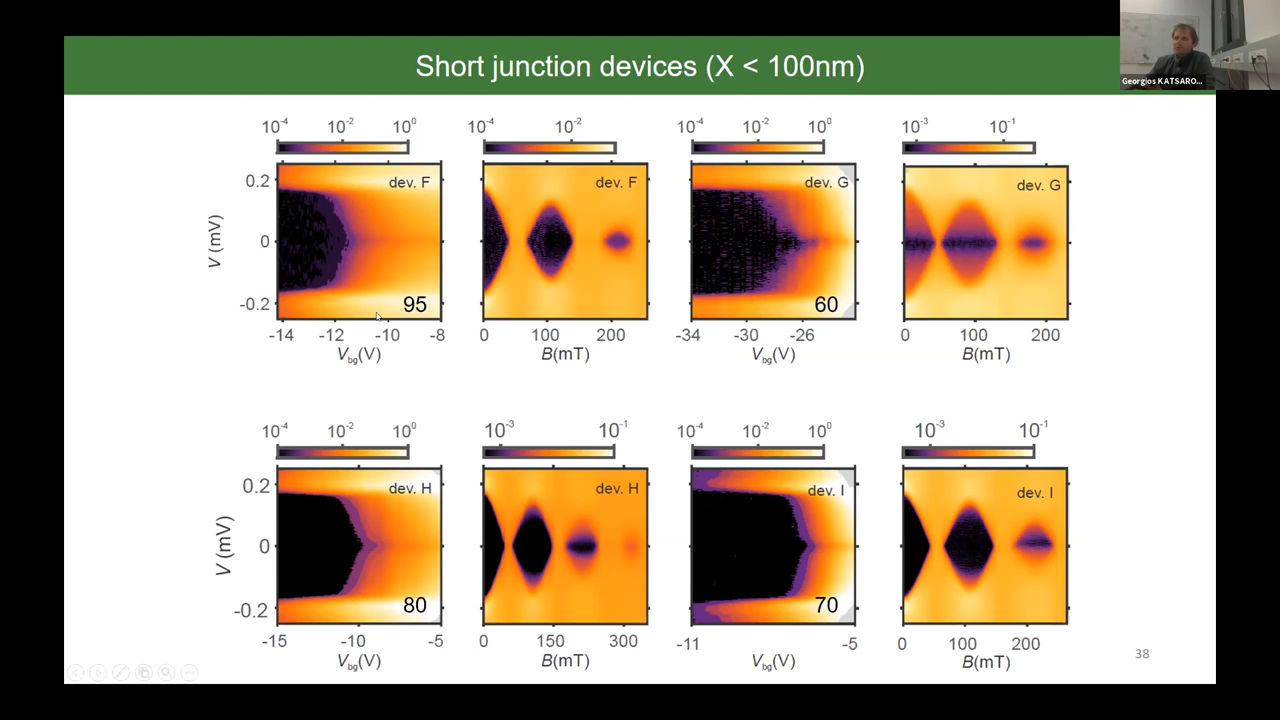 Short junction devices (X < 100nm)
Georgios KATSARO...
10⁻⁴ 10⁻² 10⁰
10⁻⁴ 10⁻²
10⁻⁴ 10⁻² 10⁰
10⁻³ 10⁻¹
0.2
0
-0.2
V (mV)
dev. F
95
dev. F
dev. G
60
dev. G
-14 -12 -10 -8
0 100 200
-34 -30 -26
0 100 200
Vbg(V)
B(mT)
Vbg(V)
B(mT)
10⁻⁴ 10⁻² 10⁰
10⁻³ 10⁻¹
10⁻⁴ 10⁻² 10⁰
10⁻³ 10⁻¹
0.2
0
-0.2
V (mV)
dev. H
80
dev. H
dev. I
70
dev. I
-15 -10 -5
0 150 300
-11 -5
0 100 200
Vbg(V)
B(mT)
Vbg(V)
B(mT)
38